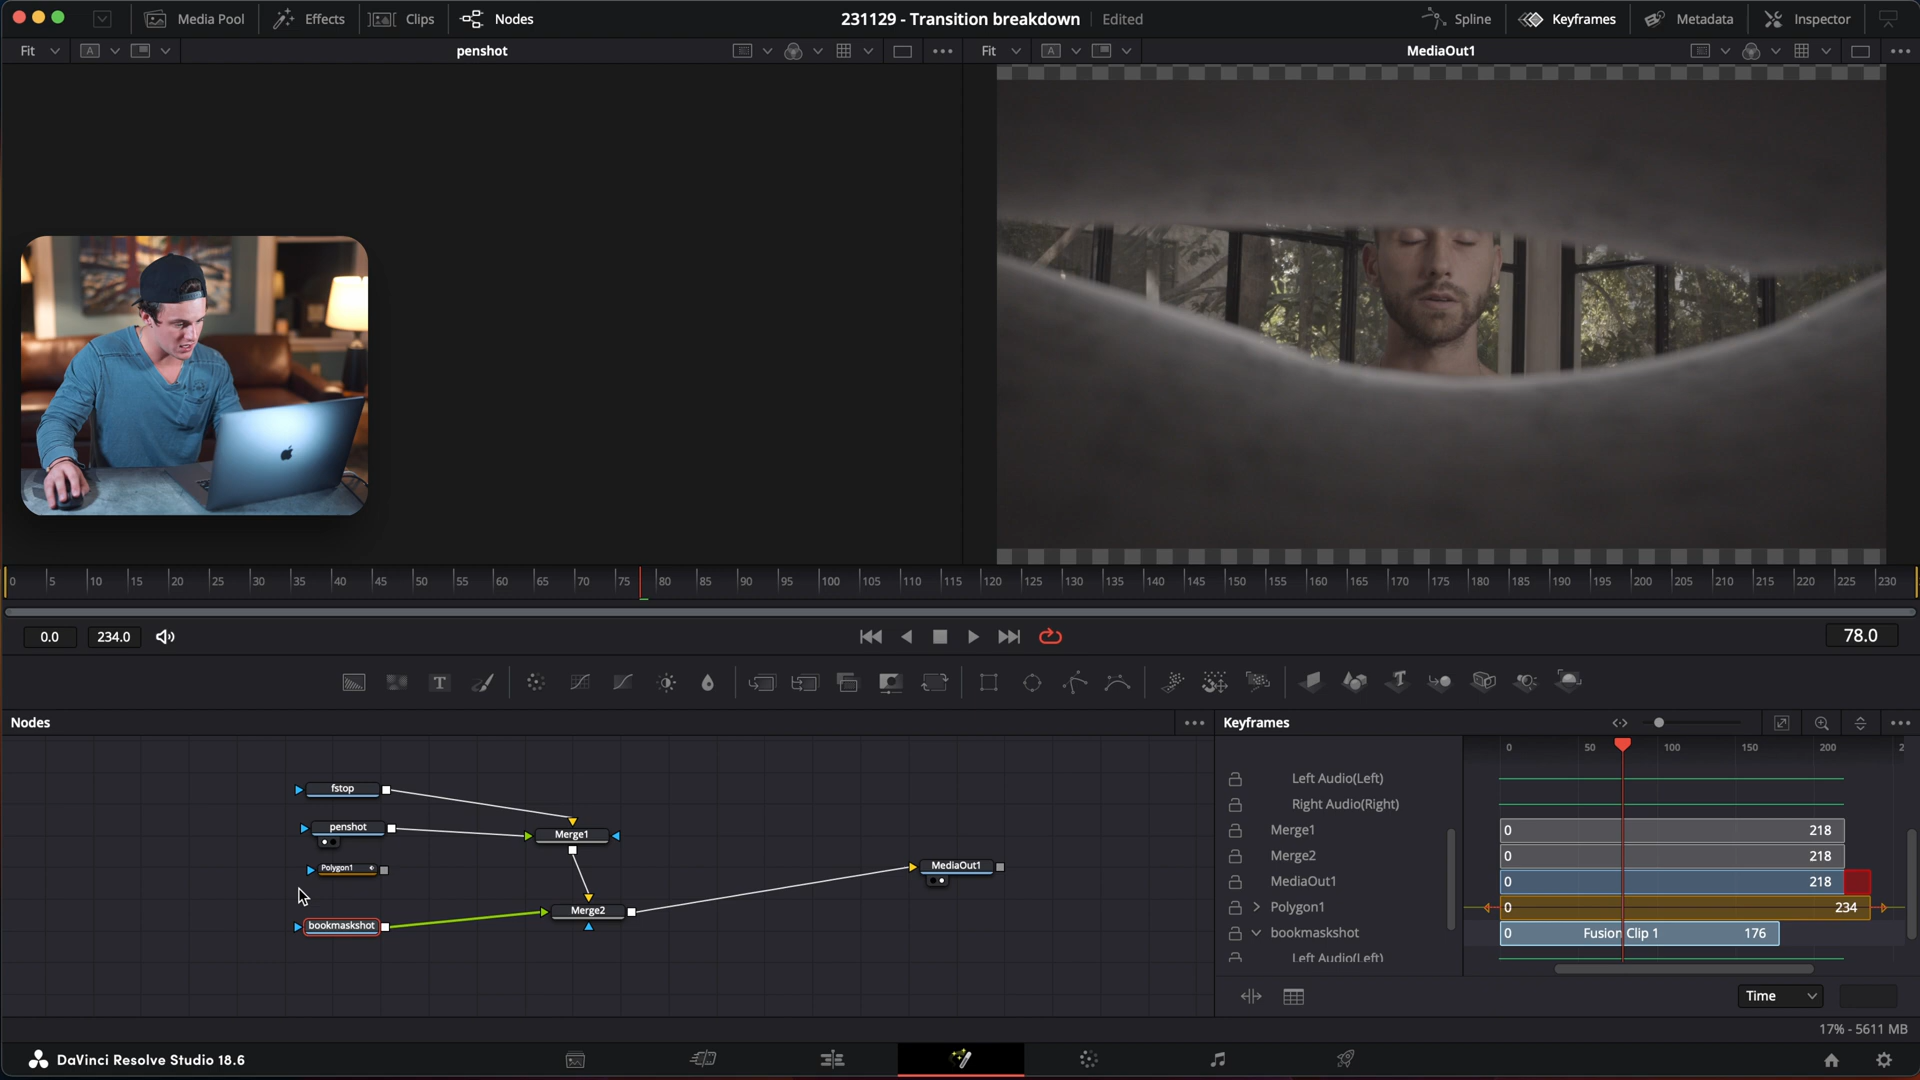 Media Pool Effects Clips Nodes 231129 - Transition breakdown Edited Spline Keyframes Metadata Inspector
Fit A penshot Fit A MediaOut1
0 5 10 15 20 25 30 35 40 45 50 55 60 65 70 75 80 85 90 95 100 105 110 115 120 125 130 135 140 145 150 155 160 165 170 175 180 185 190 195 200 205 210 215 220 225 230
0.0 234.0 78.0
T T
Nodes Keyframes
0 50 100 150 200 2
fstop
penshot
Polygon1
bookmaskshot
Merge1
Merge2
MediaOut1
Left Audio(Left)
Right Audio(Right)
Merge1 0 218
Merge2 0 218
MediaOut1 0 218
Polygon1 0 234
bookmaskshot 0 Fusion Clip 1 176
Left Audio(Left)
Time
17% - 5611 MB
DaVinci Resolve Studio 18.6